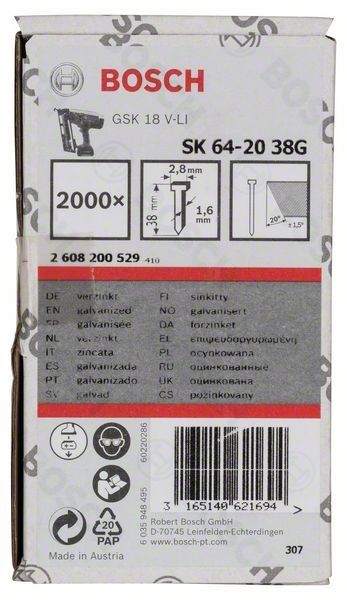 BOSCH
GSK 18 V-LI
SK 64-20 38G
2000×
2,8mm
38 mm
1,6 mm
20°
±1,5°
2 608 200 529 410
DE verzinkt
EN galvanized
FR galvanisée
NL verzinkt
IT zincata
ES galvanizada
PT galvanizado
SV galvad
FI sinkitty
NO galvanisert
DA forzinket
EL επιψευδαργυρωμένη
PL ocynkowana
RU оцинкованные
UK оцинкована
CS pozinkovaný
60220286
6 035 948 495
20
PAP
Made in Austria
3 165140 621694 >
Robert Bosch GmbH
D-70745 Leinfelden-Echterdingen
www.bosch-pt.com
307